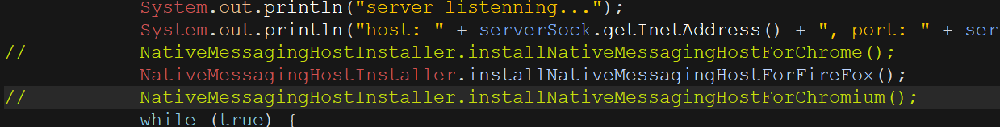 System.out.println("server listenning...");
System.out.println("host: " + serverSock.getInetAddress() + ", port: " + ser
// NativeMessagingHostInstaller.installNativeMessagingHostForChrome();
NativeMessagingHostInstaller.installNativeMessagingHostForFireFox();
// NativeMessagingHostInstaller.installNativeMessagingHostForChromium();
while (true) {